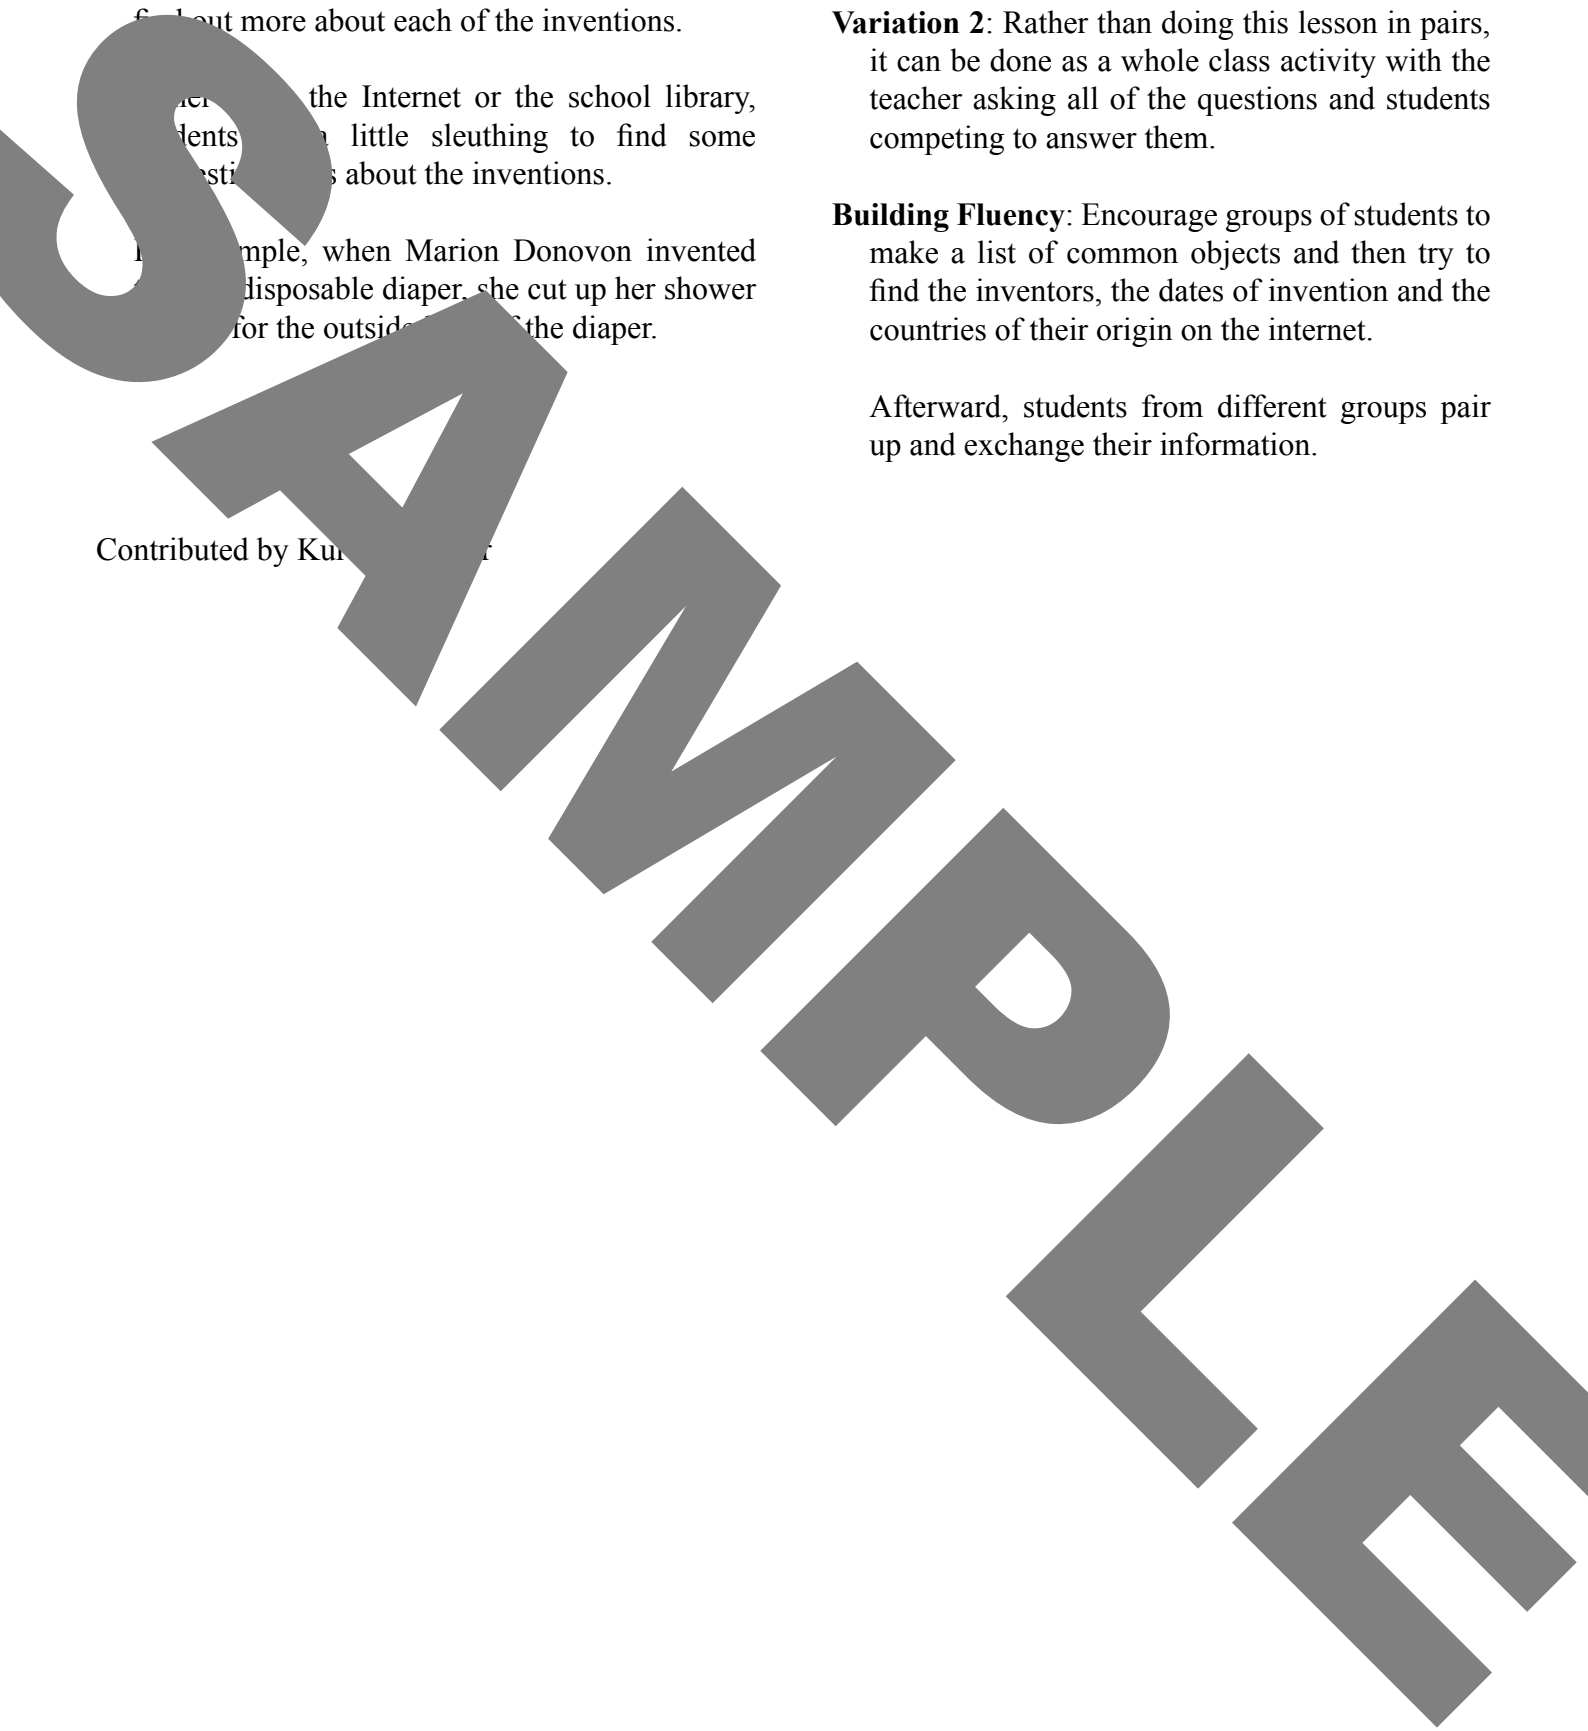 out more about each of the inventions.
the Internet or the school library,
little sleuthing to find some
about the inventions.
when Marion Donovon invented
disposable diaper, she cut up her shower
for the outside the diaper.
Contributed by
Variation 2: Rather than doing this lesson in pairs,
it can be done as a whole class activity with the
teacher asking all of the questions and students
competing to answer them.
Building Fluency: Encourage groups of students to
make a list of common objects and then try to
find the inventors, the dates of invention and the
countries of their origin on the internet.
Afterward, students from different groups pair
up and exchange their information.
SAMPLE